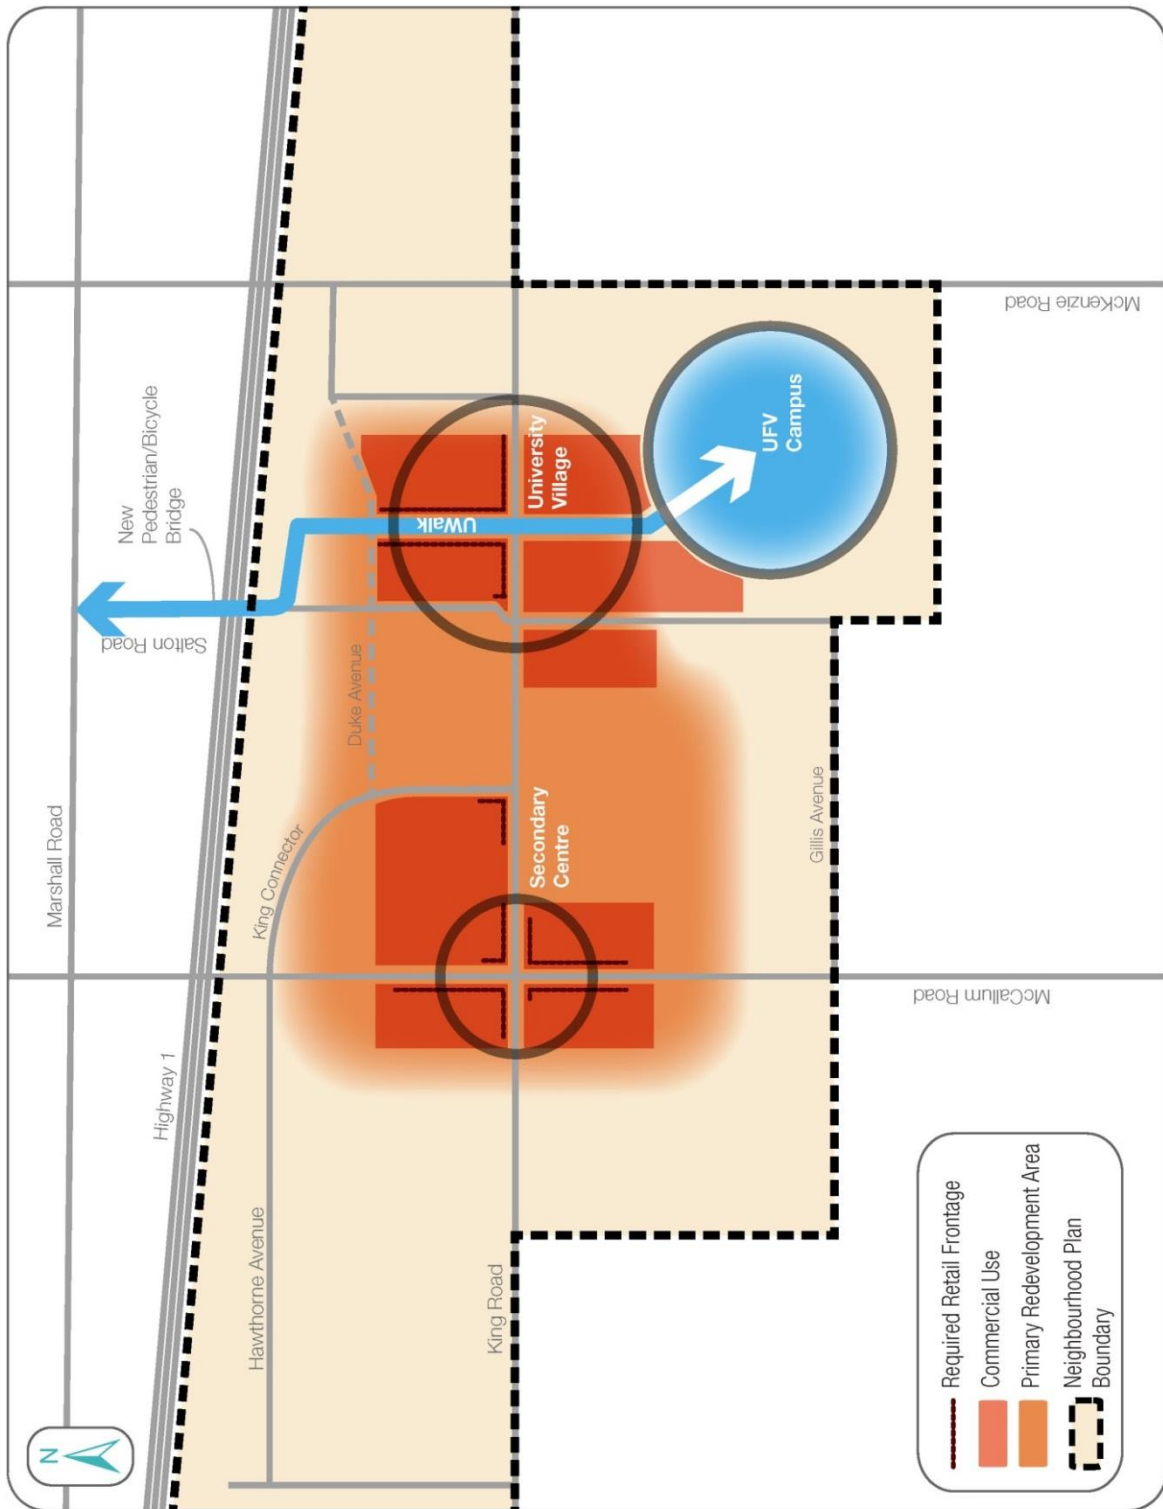 N
Marshall Road
Highway 1
New
Pedestrian/Bicycle
Bridge
Salton Road
Hawthorne Avenue
King Connector
Duke Avenue
UWalk
King Road
Secondary
Centre
University
Village
UFV
Campus
Gillis Avenue
McCallum Road
McKenzie Road
Required Retail Frontage
Commercial Use
Primary Redevelopment Area
Neighbourhood Plan
Boundary